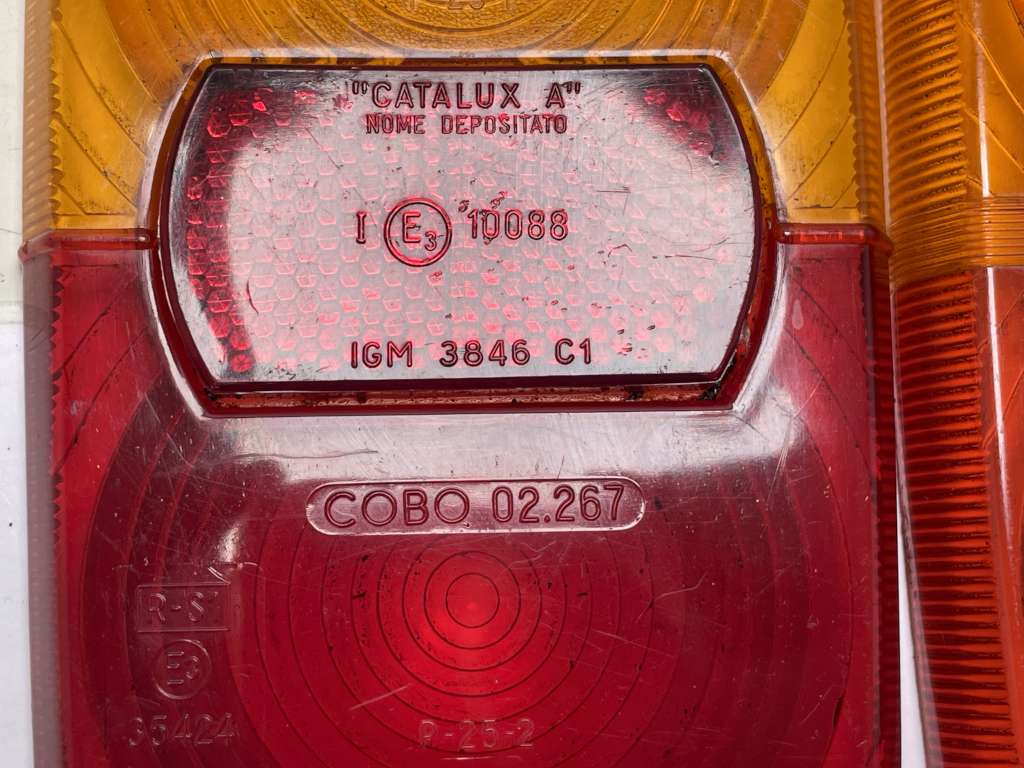 "CATALUX A"
NOME DEPOSITATO
I E3 10088
IGM 3846 C1
COBO 02.267
R-S1
E3
35424
R-25-2